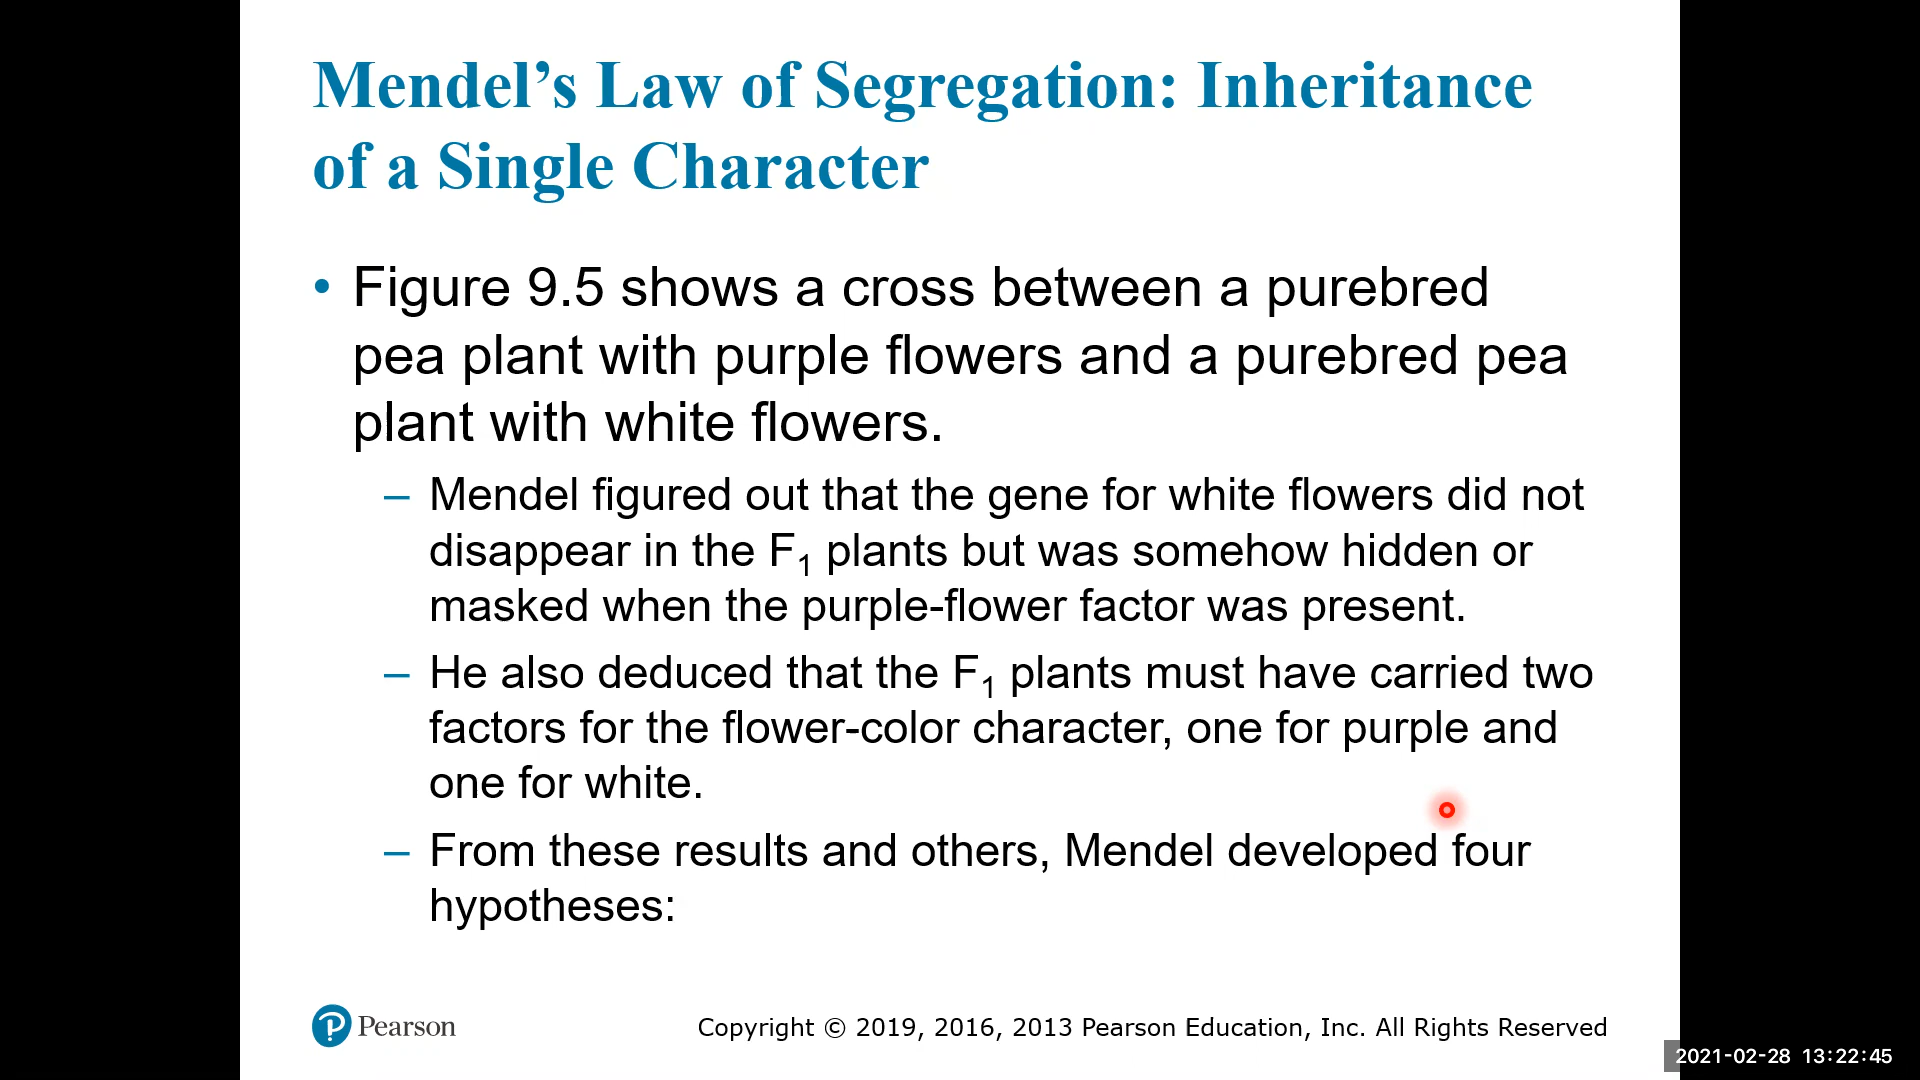 Mendel’s Law of Segregation: Inheritance
of a Single Character
• Figure 9.5 shows a cross between a purebred
pea plant with purple flowers and a purebred pea
plant with white flowers.
– Mendel figured out that the gene for white flowers did not
disappear in the F₁ plants but was somehow hidden or
masked when the purple-flower factor was present.
– He also deduced that the F₁ plants must have carried two
factors for the flower-color character, one for purple and
one for white.
– From these results and others, Mendel developed four
hypotheses:
Pearson
Copyright © 2019, 2016, 2013 Pearson Education, Inc. All Rights Reserved
2021-02-28 13:22:45